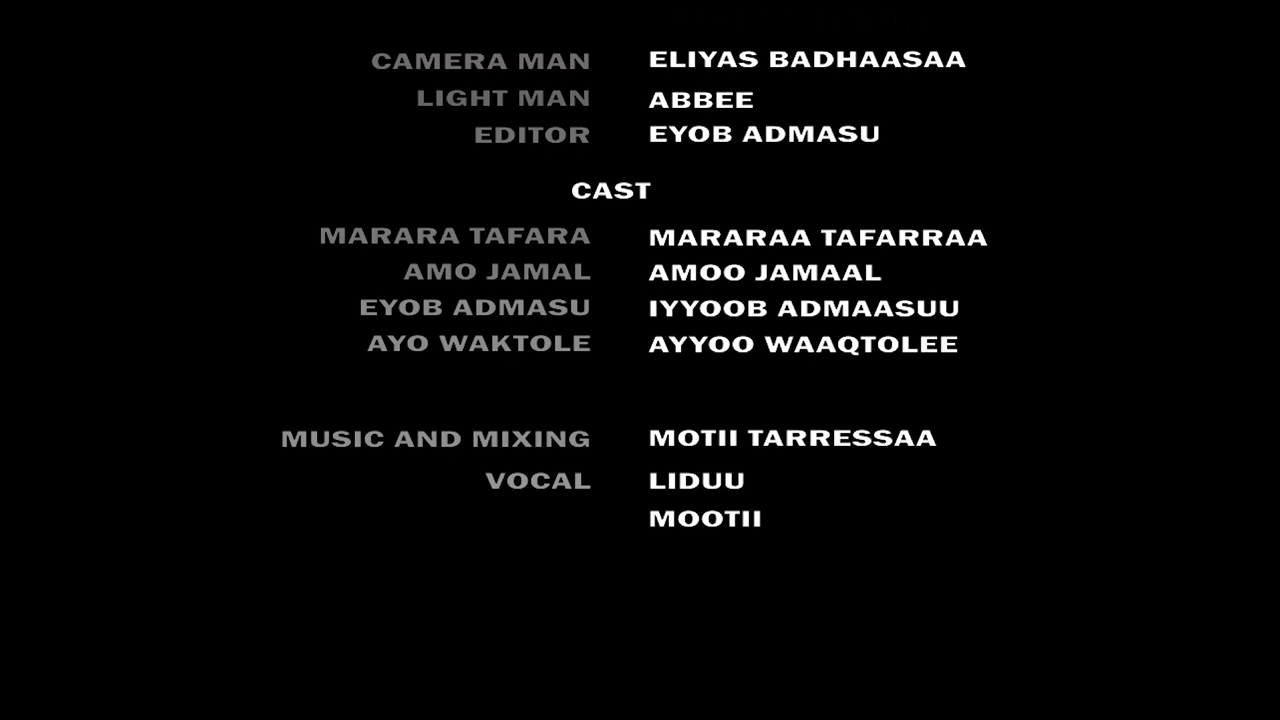 CAMERA MAN ELIYAS BADHAASAA
LIGHT MAN ABBEE
EDITOR EYOB ADMASU
CAST
MARARA TAFARA MARARAA TAFARRAA
AMO JAMAL AMOO JAMAAL
EYOB ADMASU IYYOOB ADMAASUU
AYO WAKTOLE AYYOO WAAQTOLEE
MUSIC AND MIXING MOTII TARRESSAA
VOCAL LIDUU
MOOTII